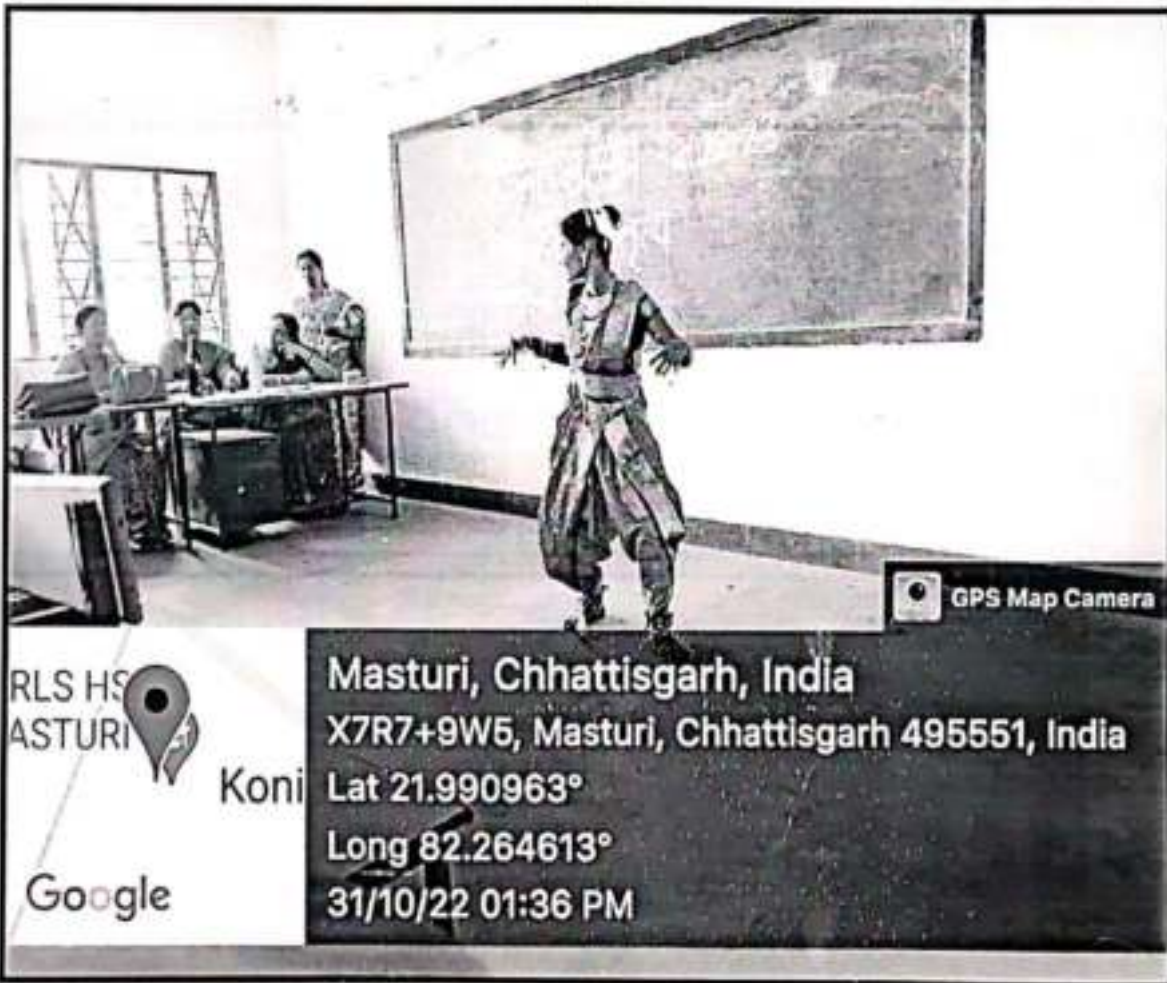 GPS Map Camera
RLS HS
ASTURI
Koni
Google
Masturi, Chhattisgarh, India
X7R7+9W5, Masturi, Chhattisgarh 495551, India
Lat 21.990963°
Long 82.264613°
31/10/22 01:36 PM